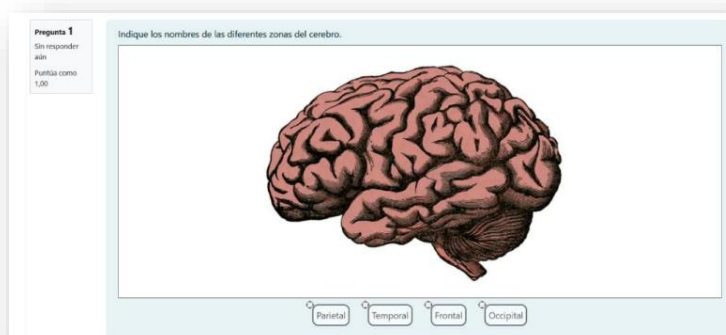 Pregunta 1
Sin responder
aún
Puntúa como
1,00
Indique los nombres de las diferentes zonas del cerebro.
Parietal
Temporal
Frontal
Occipital